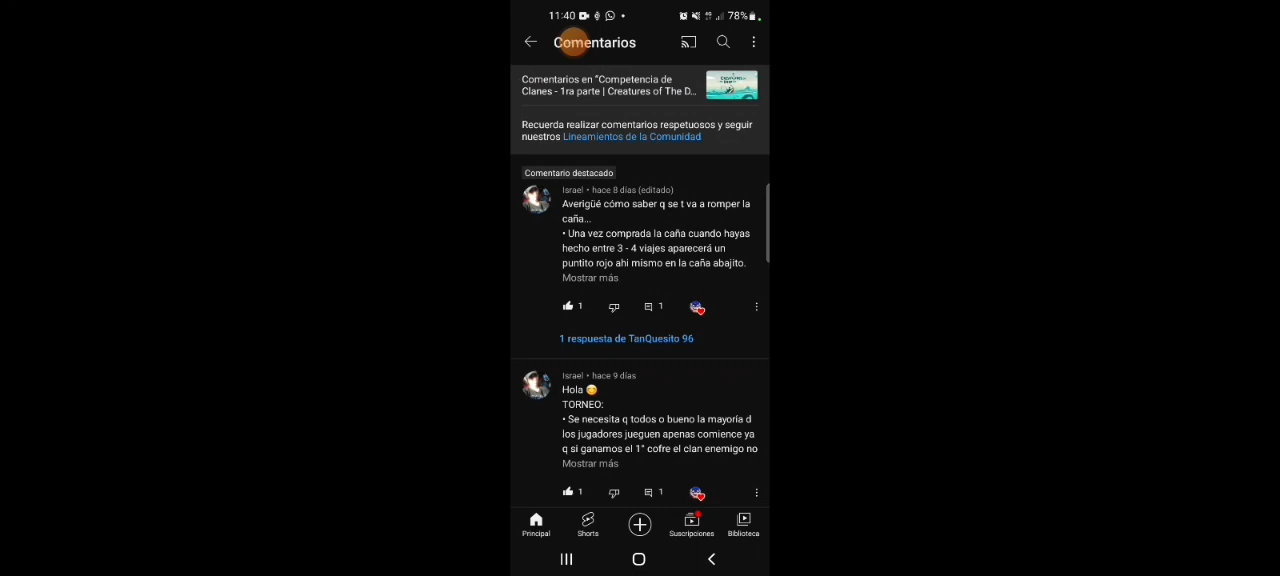 11:40
78%
Comentarios
Comentarios en "Competencia de
Clanes - 1ra parte | Creatures of The D...
Recuerda realizar comentarios respetuosos y seguir
nuestros Lineamientos de la Comunidad
Comentario destacado
Israel • hace 8 días (editado)
Averigüé cómo saber q se t va a romper la
caña...
• Una vez comprada la caña cuando hayas
hecho entre 3 - 4 viajes aparecerá un
puntito rojo ahi mismo en la caña abajito.
Mostrar más
1
1
1 respuesta de TanQuesito 96
Israel • hace 9 días
Hola
TORNEO:
• Se necesita q todos o bueno la mayoría d
los jugadores jueguen apenas comience ya
q si ganamos el 1° cofre el clan enemigo no
Mostrar más
1
1
Principal
Shorts
Suscripciones
Biblioteca